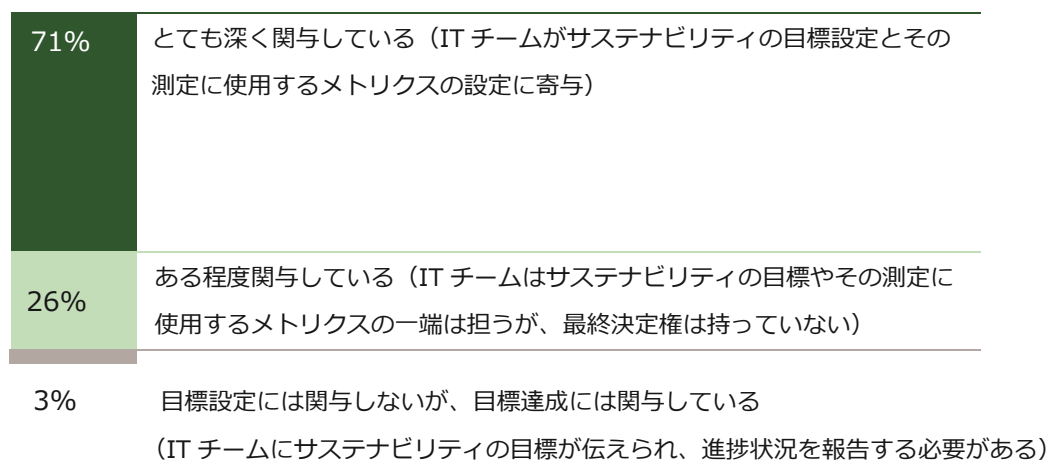 71%
とても深く関与している（IT チームがサステナビリティの目標設定とその
測定に使用するメトリクスの設定に寄与）
26%
ある程度関与している（IT チームはサステナビリティの目標やその測定に
使用するメトリクスの一端は担うが、最終決定権は持っていない）
3%
目標設定には関与しないが、目標達成には関与している
（IT チームにサステナビリティの目標が伝えられ、進捗状況を報告する必要がある）